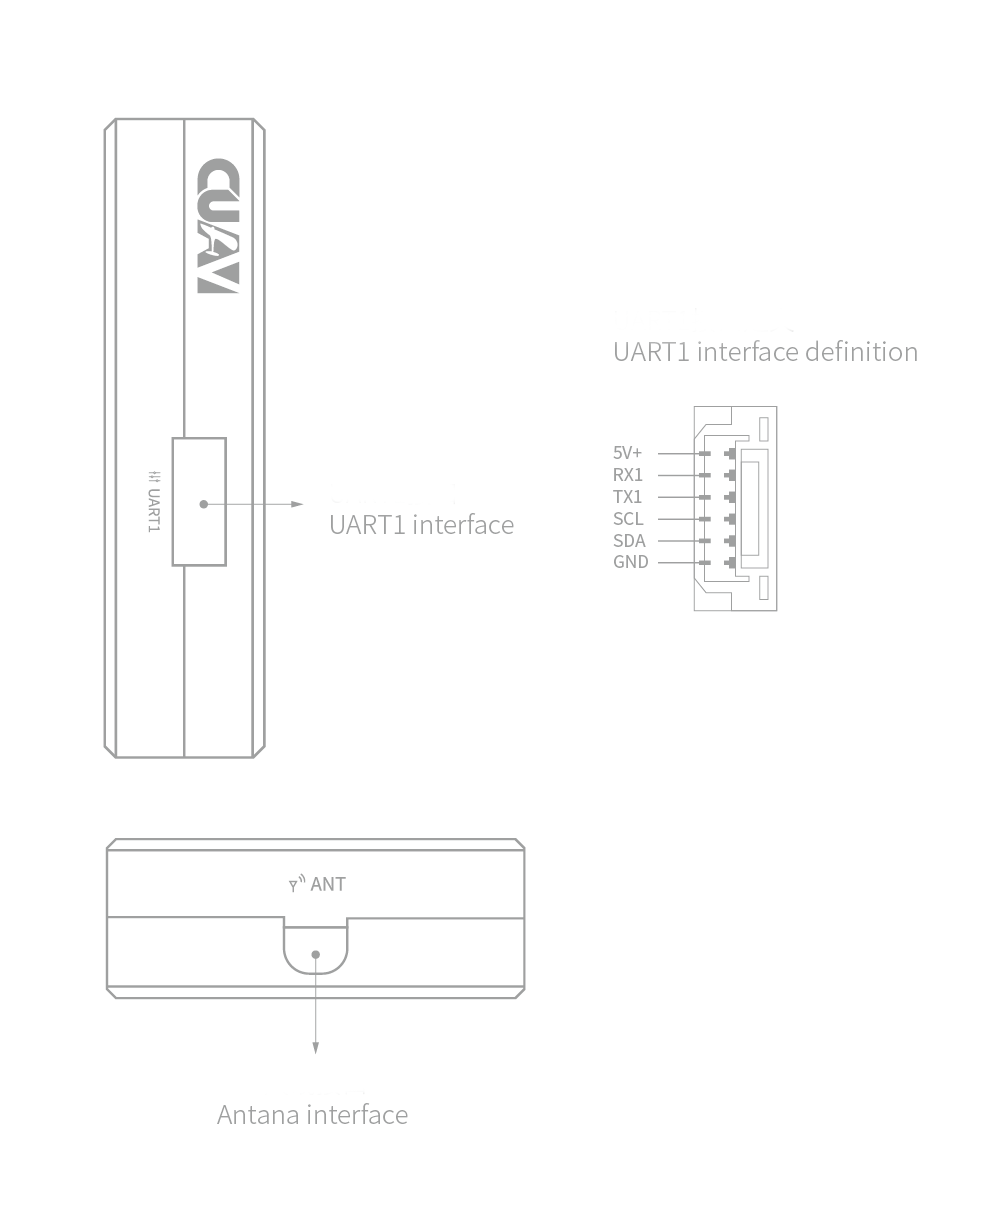 CUAV
UART1 interface definition
5V+
RX1
TX1
SCL
SDA
GND
UART1
UART1 interface
ANT
Antana interface